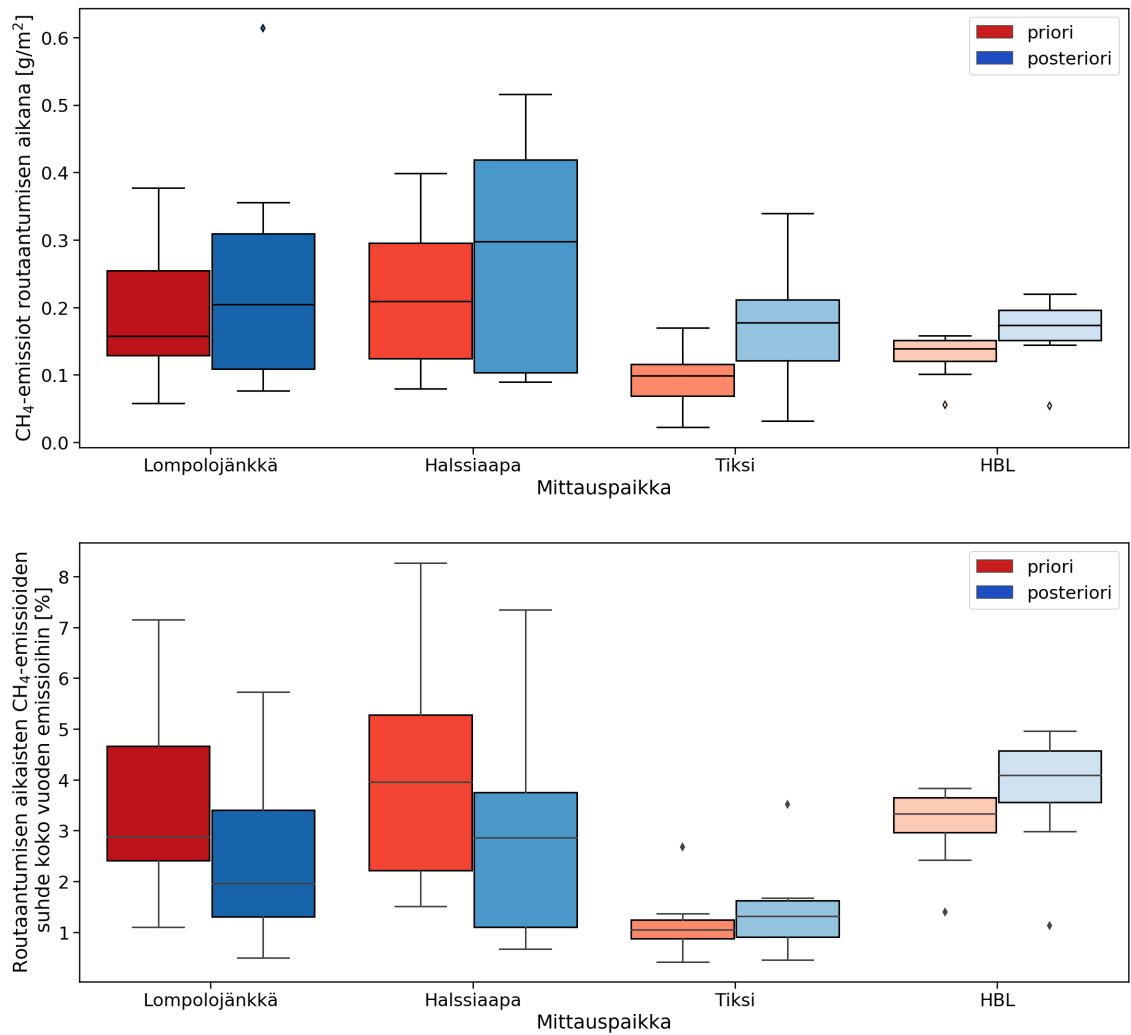 CH₄-emissiot routaantumisen aikana [g/m²]
0.6
0.5
0.4
0.3
0.2
0.1
0.0
priori
posteriori
Lompolojänkkä Halssiaapa Tiksi HBL
Mittauspaikka
Routaantumisen aikaisten CH₄-emissioiden
suhde koko vuoden emissioihin [%]
8
7
6
5
4
3
2
1
priori
posteriori
Lompolojänkkä Halssiaapa Tiksi HBL
Mittauspaikka